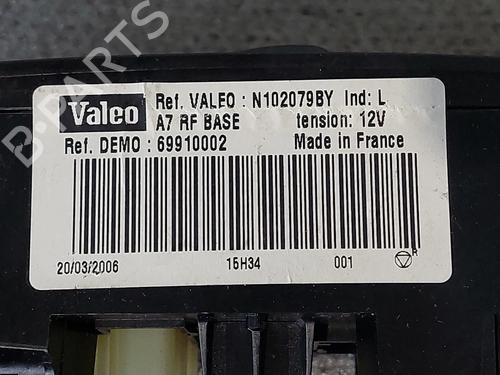 Valeo
Ref. VALEO : N102079BY Ind: L
A7 RF BASE tension: 12V
Ref. DEMO : 69910002 Made in France
20/03/2006 15H34 001 R
B-Parts